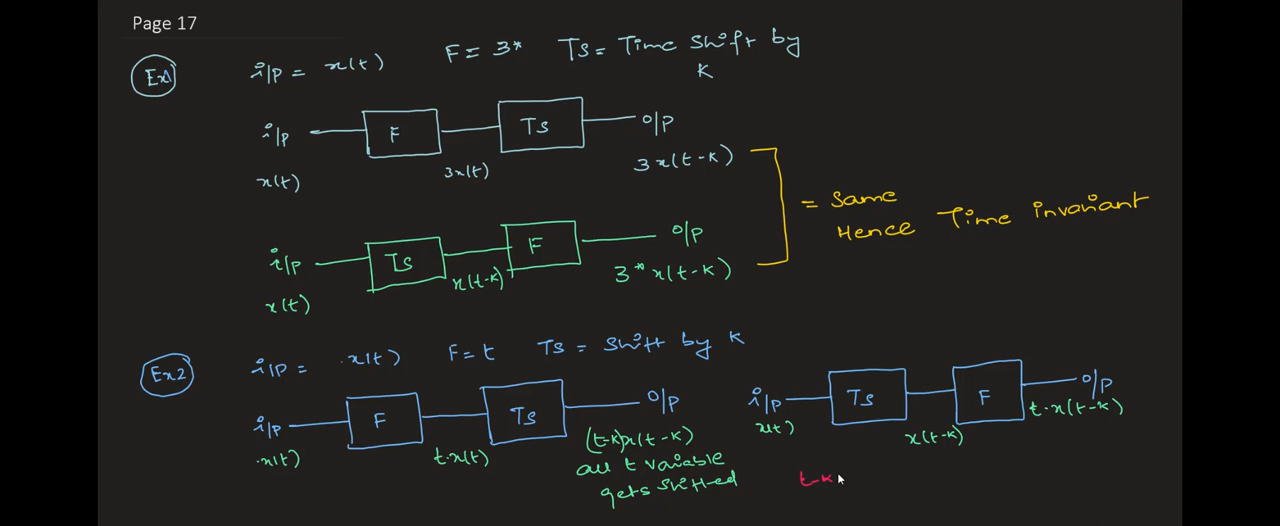 Page 17
Ex1 i/p = x(t) F = 3* TS = Time Shift by K
i/p F TS o/p
x(t) 3x(t) 3x(t-K)
= Same
Hence Time invariant
i/p TS F o/p
x(t) x(t-K) 3* x(t-K)
Ex2 i/p = x(t) F = t TS = Shift by K
i/p F TS o/p
x(t) t.x(t) (t-K)x(t-K)
all t variable
gets shifted
i/p TS F o/p
x(t) x(t-K) t.x(t-K)
t-K